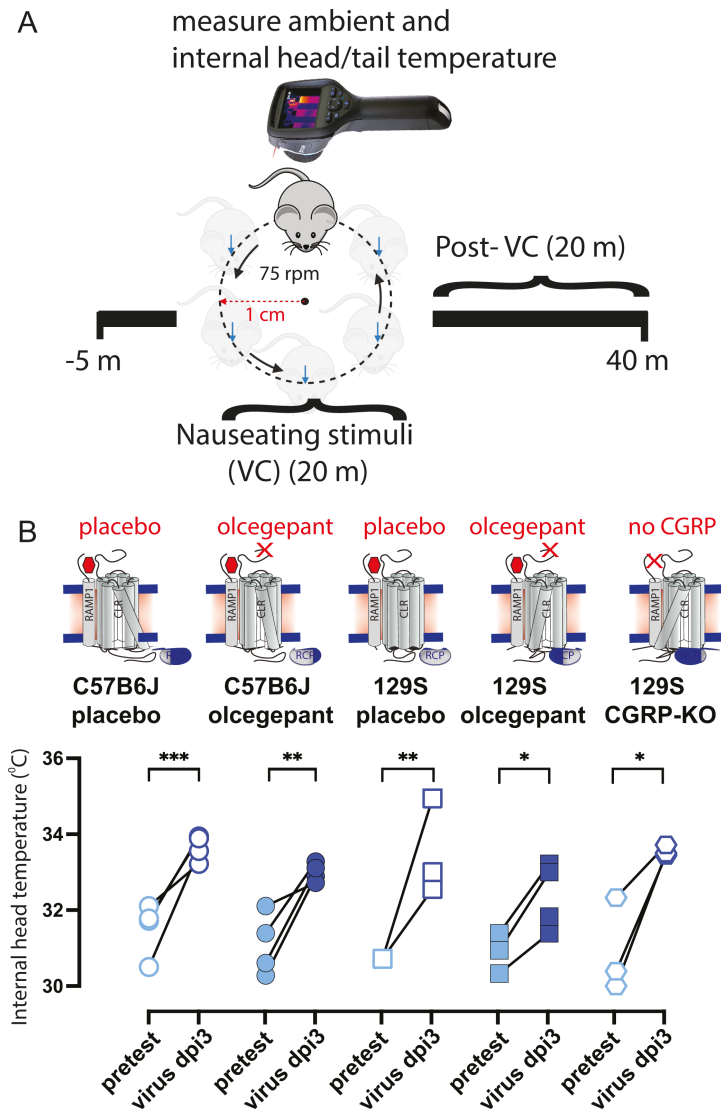 A
measure ambient and
internal head/tail temperature
75 rpm
1 cm
Post- VC (20 m)
-5 m
40 m
Nauseating stimuli
(VC) (20 m)
B
placebo
olcegepant
placebo
olcegepant
no CGRP
RAMP1
CLR
RAMP1
CLR
RCP
RAMP1
CLR
RCP
RAMP1
CLR
RAMP1
CLR
C57B6J
placebo
C57B6J
olcegepant
129S
placebo
129S
olcegepant
129S
CGRP-KO
Internal head temperature (⁰C)
36
34
32
30
***
**
**
*
*
pretest
virus dpi3
pretest
virus dpi3
pretest
virus dpi3
pretest
virus dpi3
pretest
virus dpi3